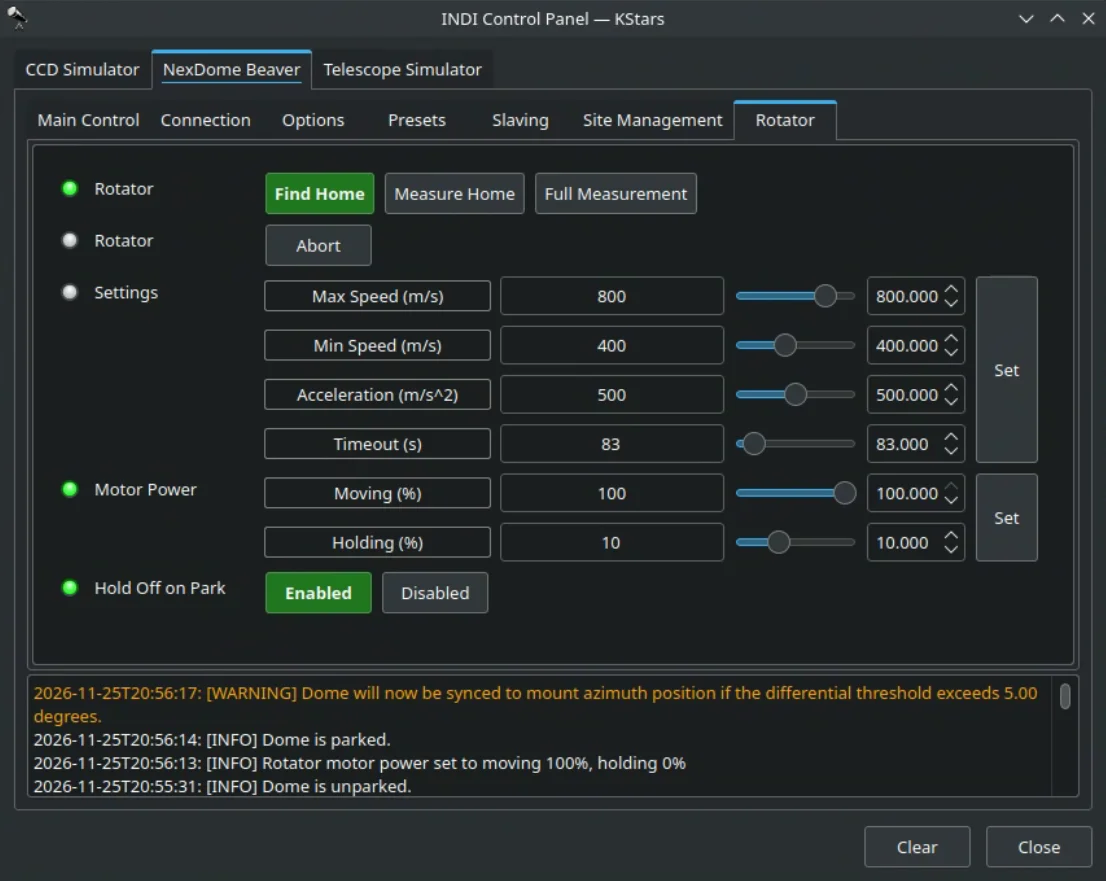 INDI Control Panel — KStars
CCD Simulator NexDome Beaver Telescope Simulator
Main Control Connection Options Presets Slaving Site Management Rotator
Rotator Find Home Measure Home Full Measurement
Rotator Abort
Settings Max Speed (m/s) 800 800.000
Min Speed (m/s) 400 400.000
Acceleration (m/s^2) 500 500.000
Set
Timeout (s) 83 83.000
Motor Power Moving (%) 100 100.000
Set
Holding (%) 10 10.000
Hold Off on Park Enabled Disabled
2026-11-25T20:56:17: [WARNING] Dome will now be synced to mount azimuth position if the differential threshold exceeds 5.00
degrees.
2026-11-25T20:56:14: [INFO] Dome is parked.
2026-11-25T20:56:13: [INFO] Rotator motor power set to moving 100%, holding 0%
2026-11-25T20:55:31: [INFO] Dome is unparked.
Clear Close